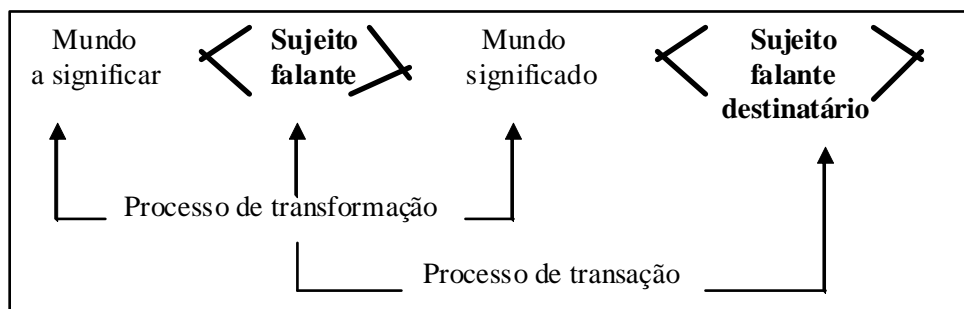 Mundo
a significar
Sujeito
falante
Mundo
significado
Sujeito
falante
destinatário
Processo de transformação
Processo de transação